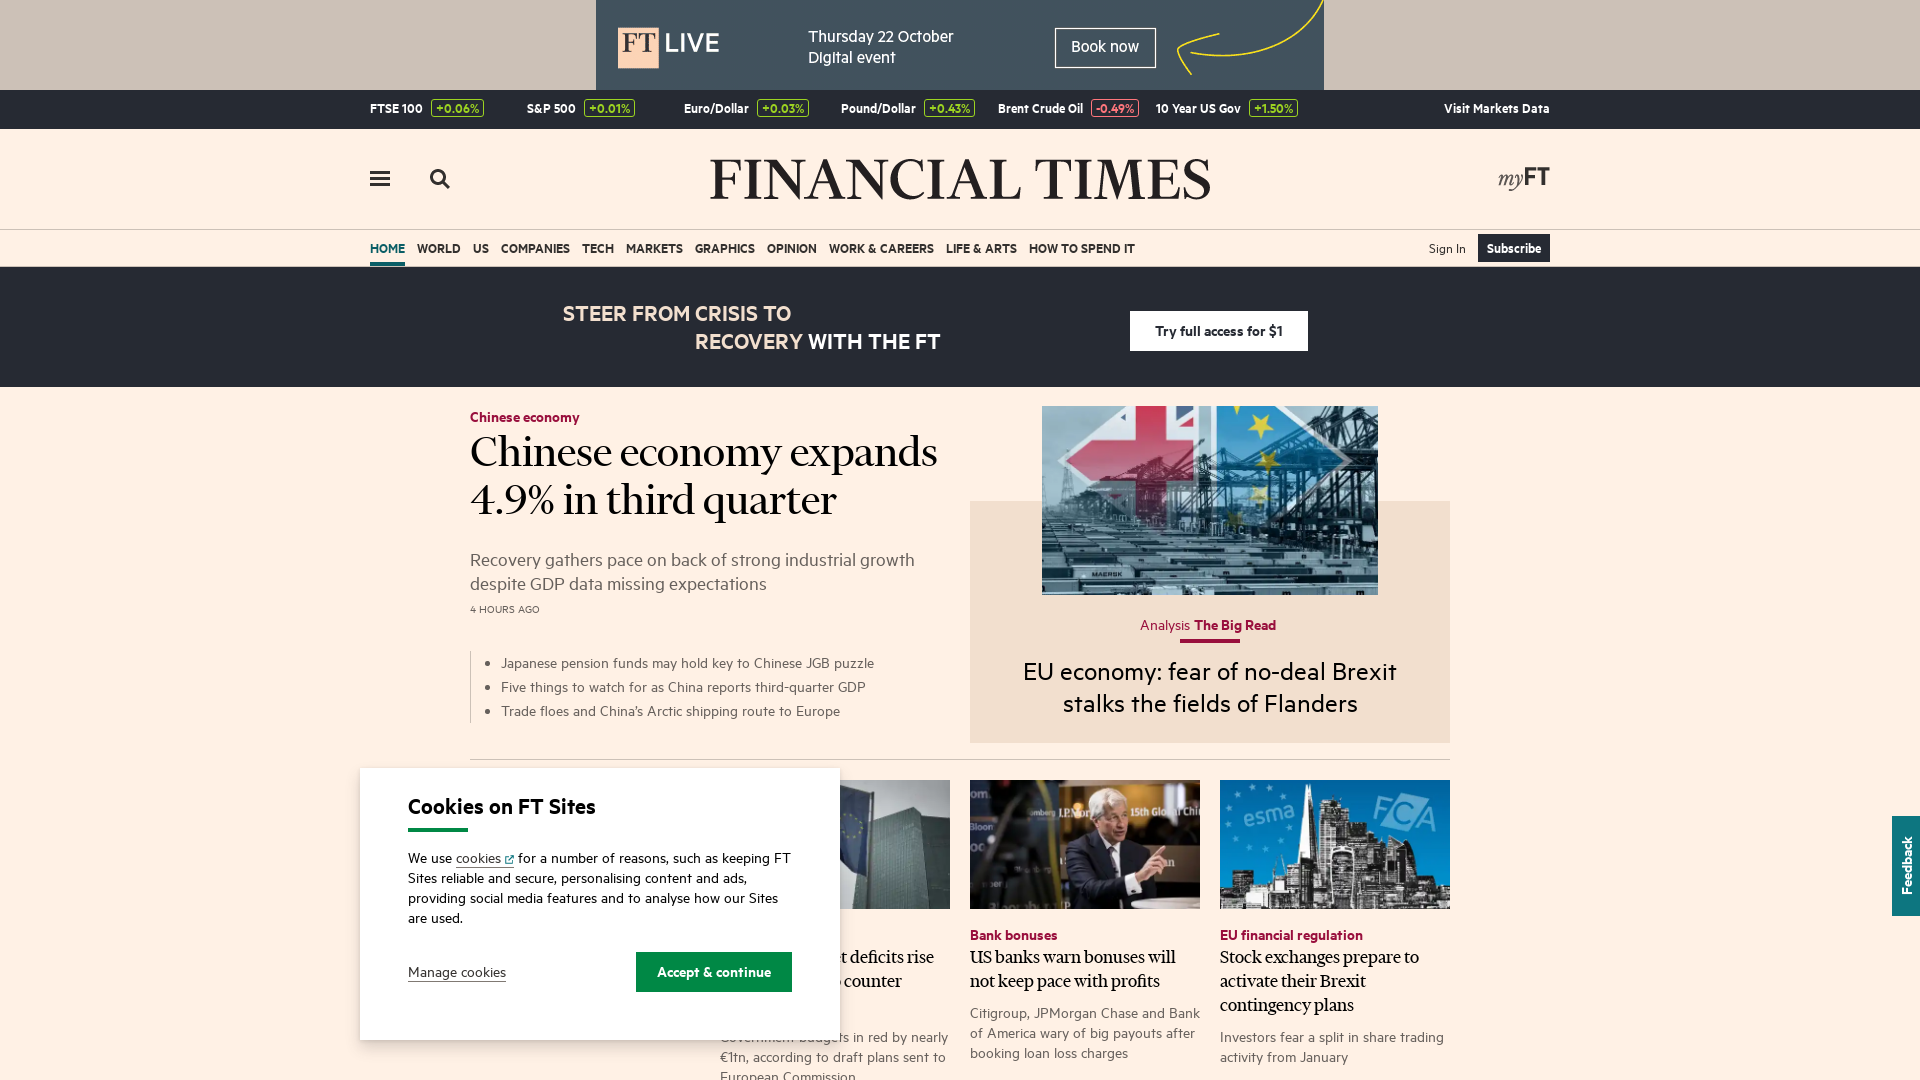 FT LIVE
Thursday 22 October
Digital event
Book now
FTSE 100 +0.06% S&P 500 +0.01% Euro/Dollar +0.03% Pound/Dollar +0.43% Brent Crude Oil -0.49% 10 Year US Gov +1.50% Visit Markets Data
FINANCIAL TIMES
myFT
HOME WORLD US COMPANIES TECH MARKETS GRAPHICS OPINION WORK & CAREERS LIFE & ARTS HOW TO SPEND IT Sign In Subscribe
STEER FROM CRISIS TO
RECOVERY WITH THE FT
Try full access for $1
Chinese economy
Chinese economy expands
4.9% in third quarter
Recovery gathers pace on back of strong industrial growth
despite GDP data missing expectations
4 HOURS AGO
Japanese pension funds may hold key to Chinese JGB puzzle
Five things to watch for as China reports third-quarter GDP
Trade floes and China’s Arctic shipping route to Europe
MAERSK
Analysis The Big Read
EU economy: fear of no-deal Brexit
stalks the fields of Flanders
Cookies on FT Sites
We use cookies for a number of reasons, such as keeping FT
Sites reliable and secure, personalising content and ads,
providing social media features and to analyse how our Sites
are used.
Manage cookies
Accept & continue
deficits rise
counter
in red by nearly
€1tn, according to draft plans sent to
European Commission
J.P.Morgan
15th Global
Bank bonuses
US banks warn bonuses will
not keep pace with profits
Citigroup, JPMorgan Chase and Bank
of America wary of big payouts after
booking loan loss charges
esma
FCA
EU financial regulation
Stock exchanges prepare to
activate their Brexit
contingency plans
Investors fear a split in share trading
activity from January
Feedback